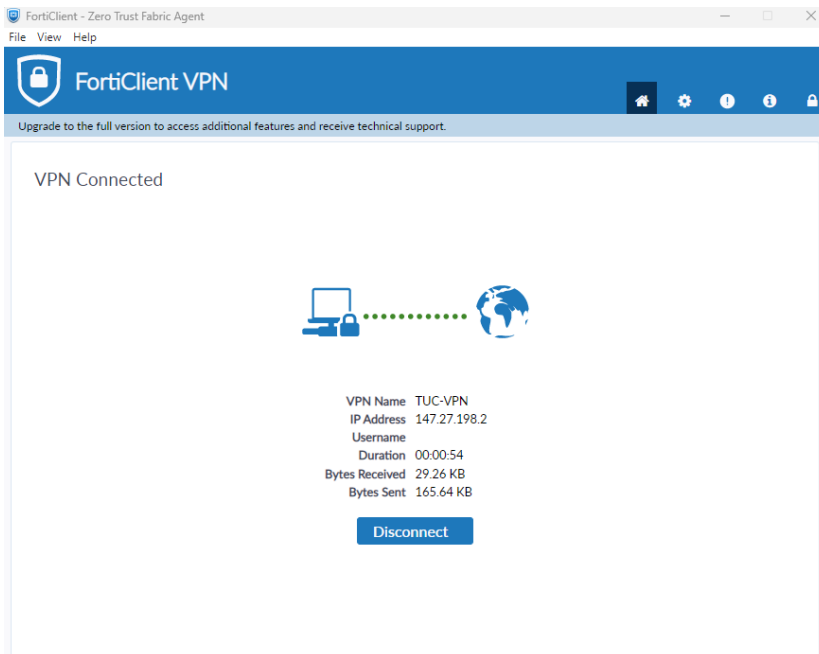 FortiClient - Zero Trust Fabric Agent
File View Help
FortiClient VPN
Upgrade to the full version to access additional features and receive technical support.
VPN Connected
VPN Name TUC-VPN
IP Address 147.27.198.2
Username
Duration 00:00:54
Bytes Received 29.26 KB
Bytes Sent 165.64 KB
Disconnect